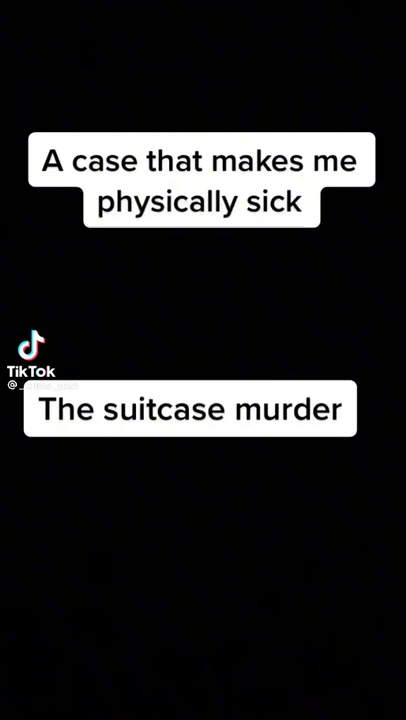 A case that makes me
physically sick
TikTok
The suitcase murder